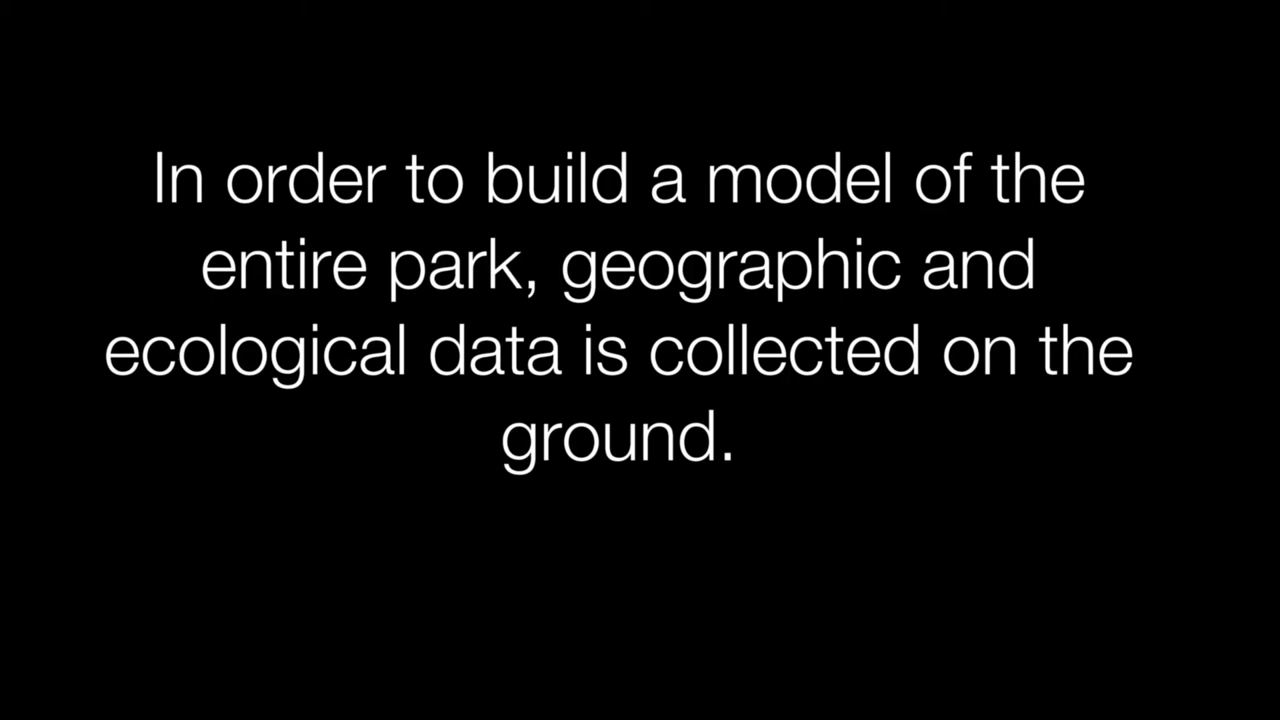 In order to build a model of the
entire park, geographic and
ecological data is collected on the
ground.